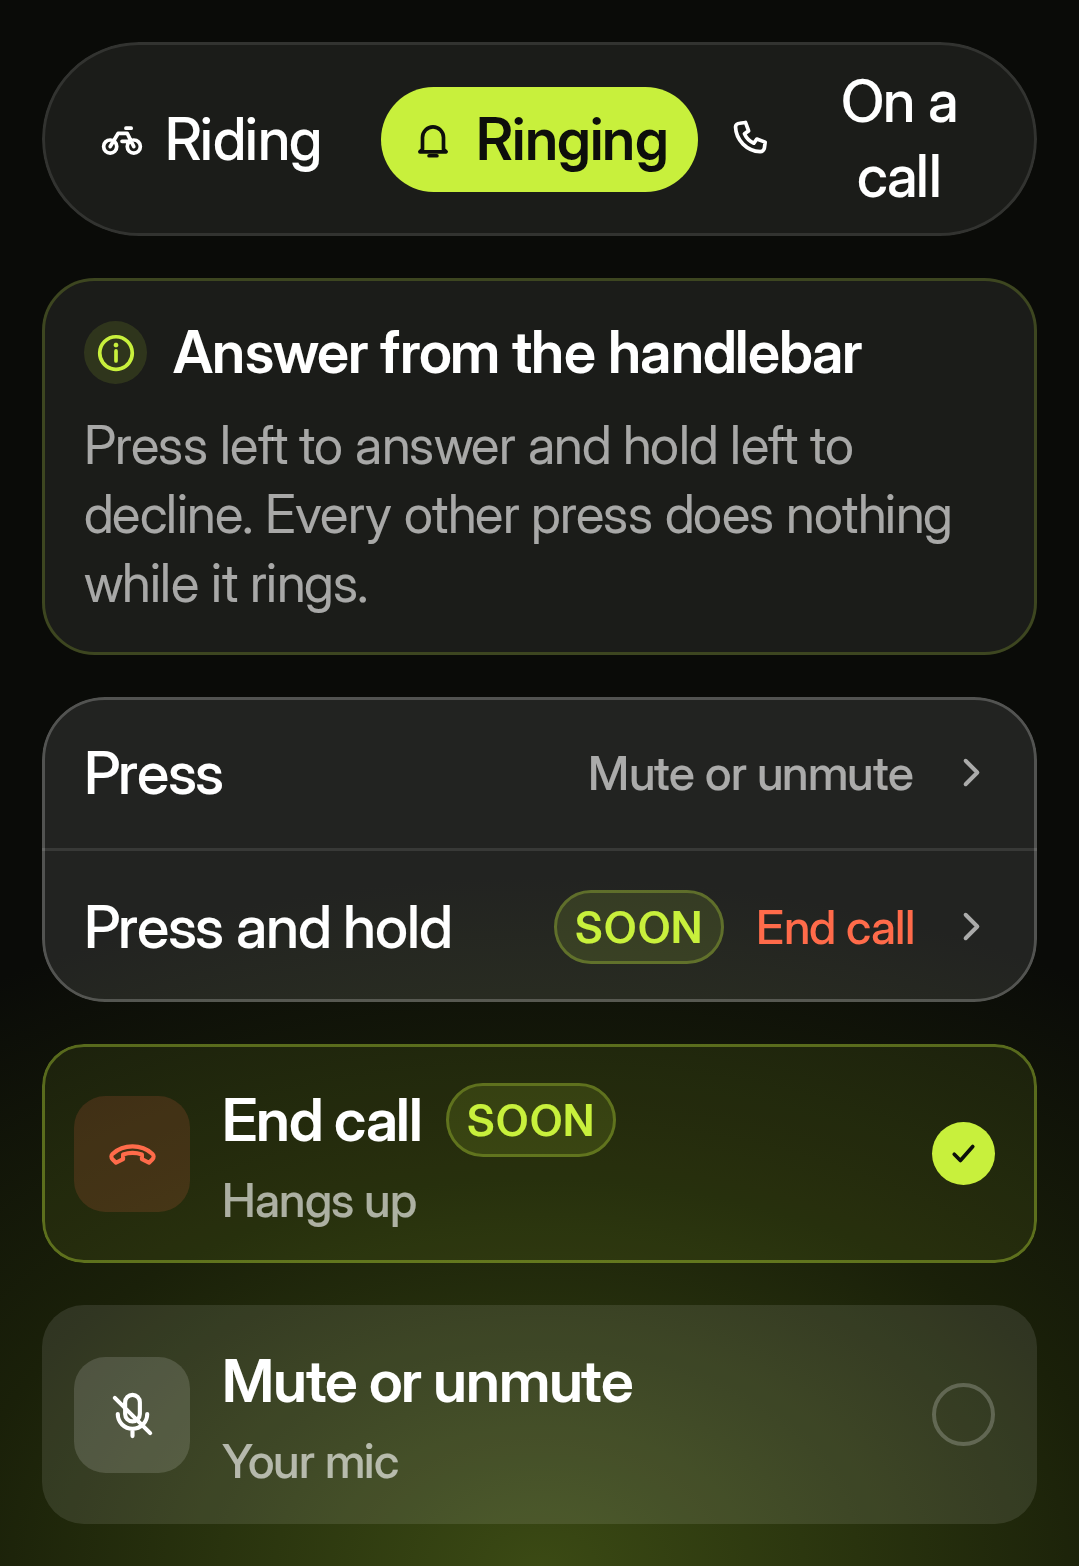 Riding
Ringing
On a
call
Answer from the handlebar
Press left to answer and hold left to
decline. Every other press does nothing
while it rings.
Press
Mute or unmute
Press and hold
SOON
End call
End call
SOON
Hangs up
Mute or unmute
Your mic